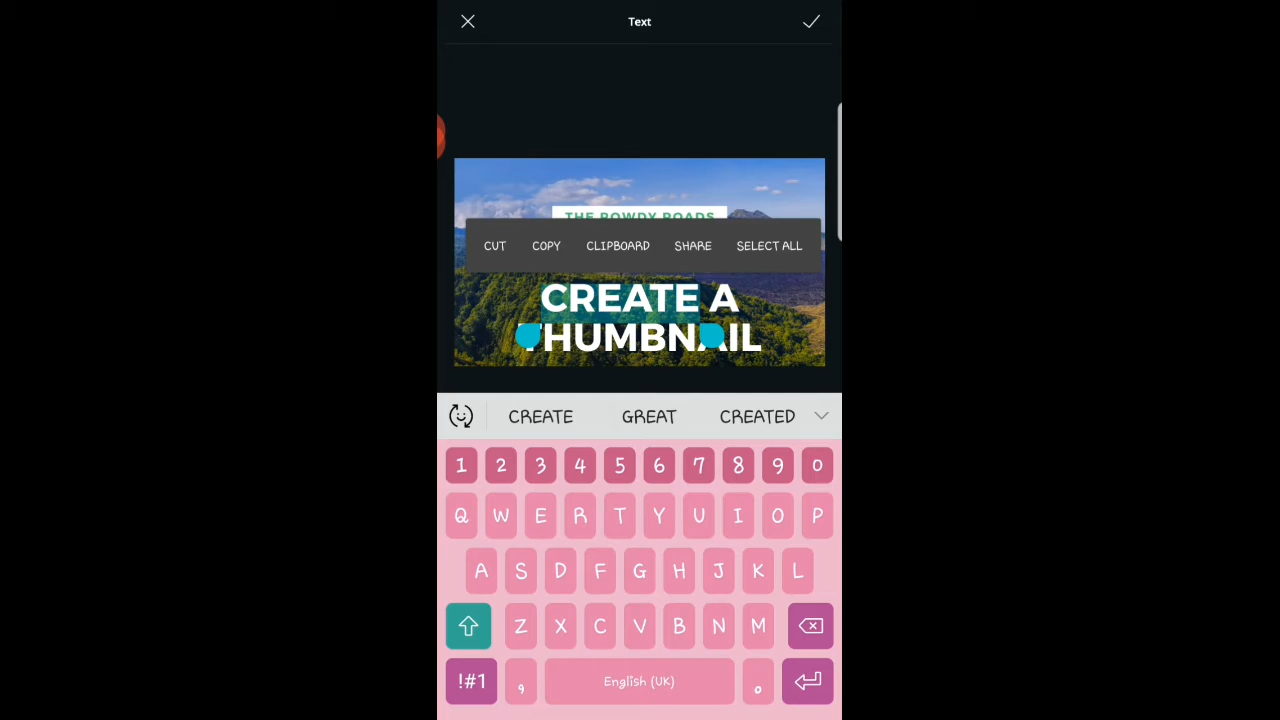 Text
THE ROWDY ROADS
CUT COPY CLIPBOARD SHARE SELECT ALL
CREATE A
THUMBNAIL
CREATE GREAT CREATED
1 2 3 4 5 6 7 8 9 0
Q W E R T Y U I O P
A S D F G H J K L
Z X C V B N M
!#1 , English (UK) .